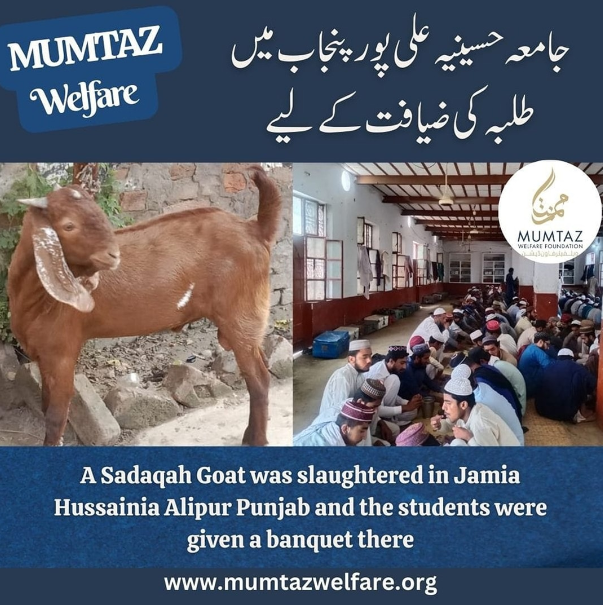 MUMTAZ
Welfare
جامعہ حسینیہ علی پور پنجاب میں
طلبہ کی ضیافت کے لیے
MUMTAZ
WELFARE FOUNDATION
A Sadaqah Goat was slaughtered in Jamia
Hussainia Alipur Punjab and the students were
given a banquet there
www.mumtazwelfare.org